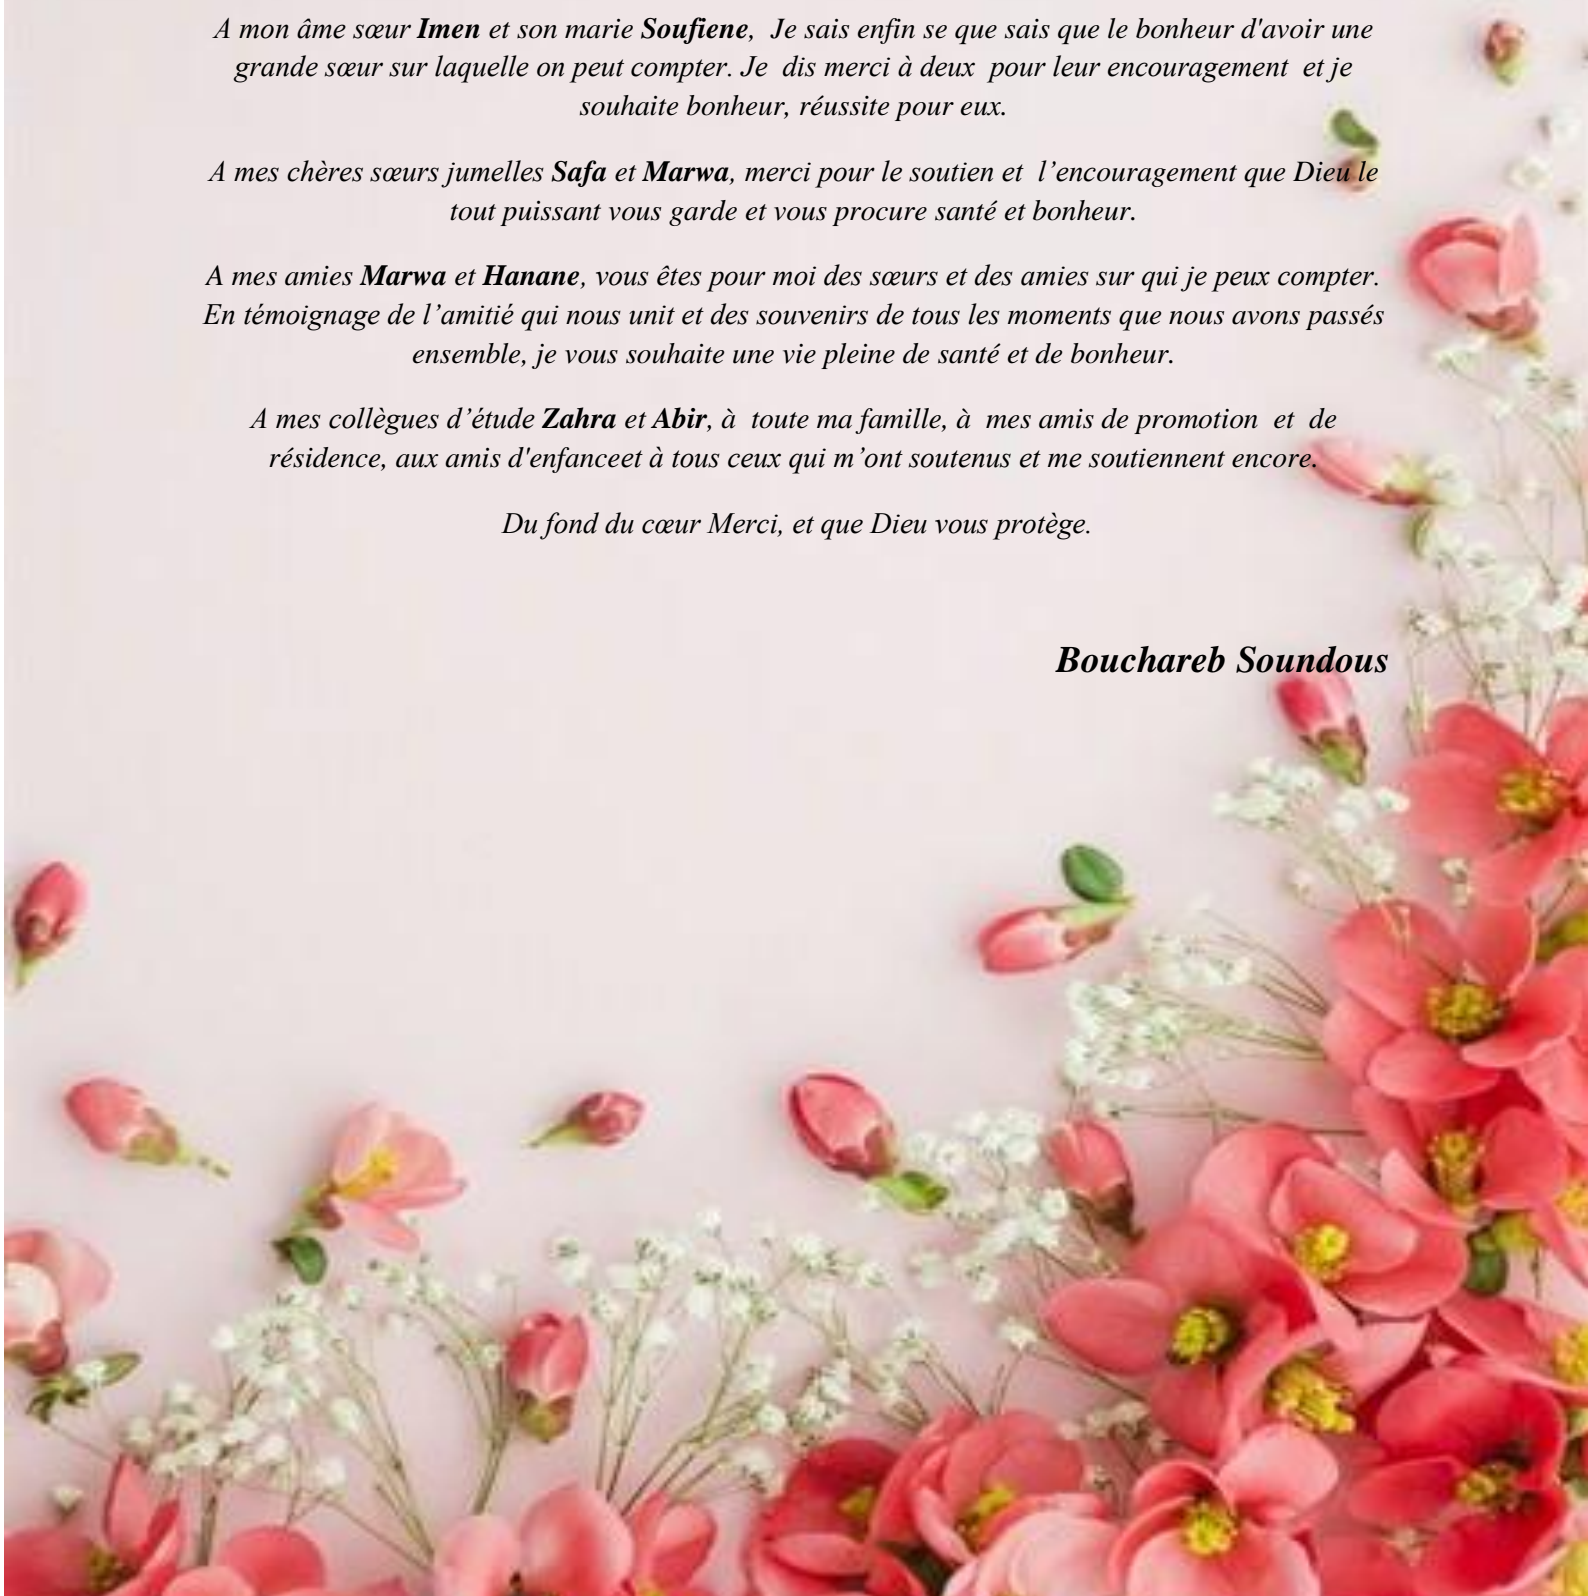 A mon âme sœur Imen et son marie Soufiene, Je sais enfin se que sais que le bonheur d'avoir une
grande sœur sur laquelle on peut compter. Je dis merci à deux pour leur encouragement et je
souhaite bonheur, réussite pour eux.
A mes chères sœurs jumelles Safa et Marwa, merci pour le soutien et l’encouragement que Dieu le
tout puissant vous garde et vous procure santé et bonheur.
A mes amies Marwa et Hanane, vous êtes pour moi des sœurs et des amies sur qui je peux compter.
En témoignage de l’amitié qui nous unit et des souvenirs de tous les moments que nous avons passés
ensemble, je vous souhaite une vie pleine de santé et de bonheur.
A mes collègues d’étude Zahra et Abir, à toute ma famille, à mes amis de promotion et de
résidence, aux amis d'enfanceet à tous ceux qui m’ont soutenus et me soutiennent encore.
Du fond du cœur Merci, et que Dieu vous protège.
Bouchareb Soundous